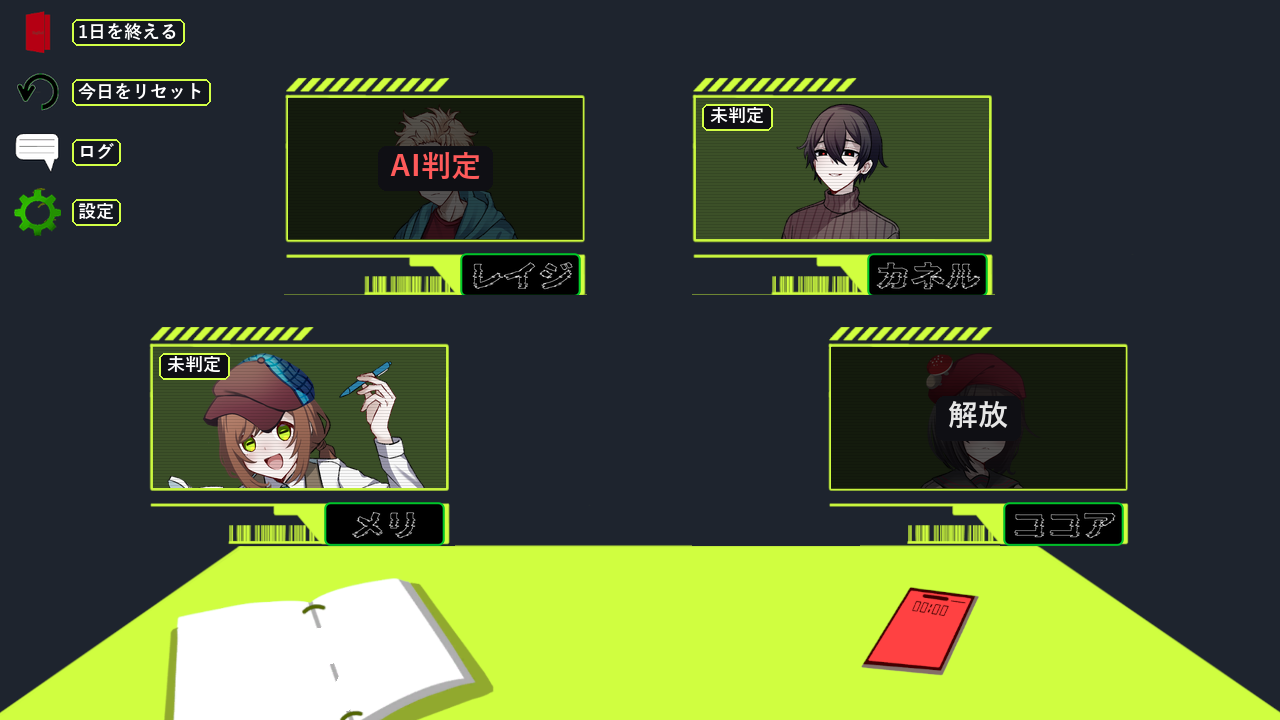 1日を終える
今日をリセット
ログ
設定
AI判定
レイジ
未判定
カネル
未判定
メリ
解放
ココア
00:00